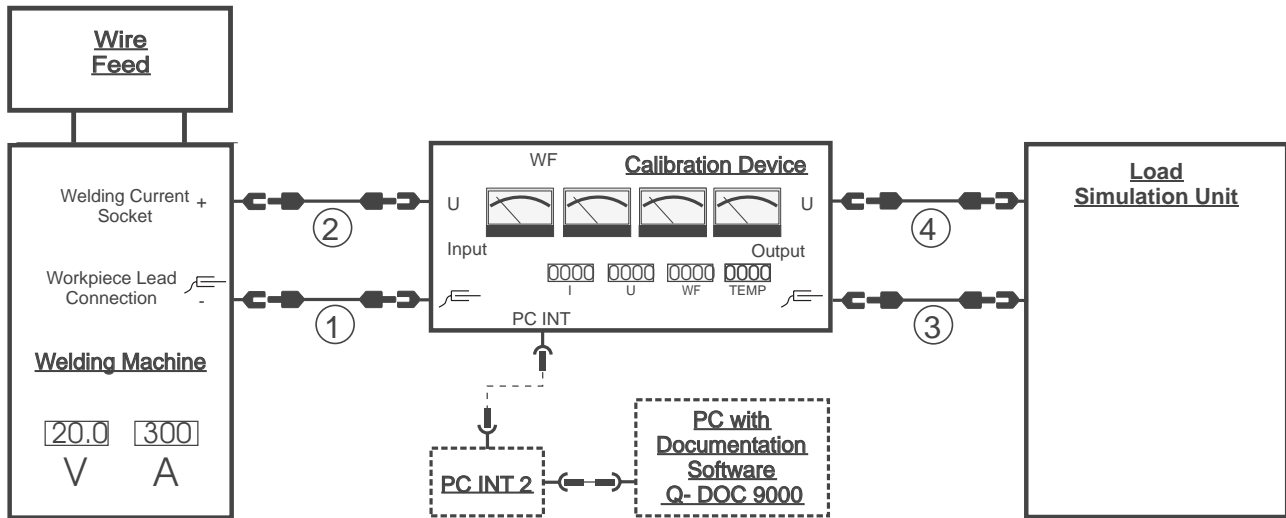 Wire
Feed
Welding Current
Socket
+
Workpiece Lead
Connection
-
Welding Machine
20.0
300
V
A
2
1
WF
Calibration Device
U
U
Input
Output
0000
0000
0000
0000
I
U
WF
TEMP
PC INT
4
3
Load
Simulation Unit
PC INT 2
PC with
Documentation
Software
Q- DOC 9000